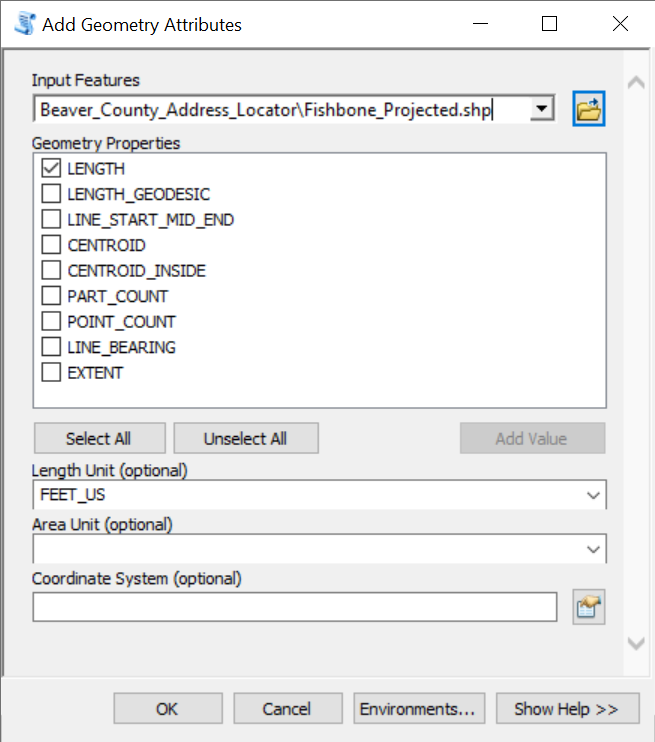 Add Geometry Attributes
Input Features
Beaver_County_Address_Locator\Fishbone_Projected.shp
Geometry Properties
LENGTH
LENGTH_GEODESIC
LINE_START_MID_END
CENTROID
CENTROID_INSIDE
PART_COUNT
POINT_COUNT
LINE_BEARING
EXTENT
Select All Unselect All Add Value
Length Unit (optional)
FEET_US
Area Unit (optional)
Coordinate System (optional)
OK Cancel Environments... Show Help >>